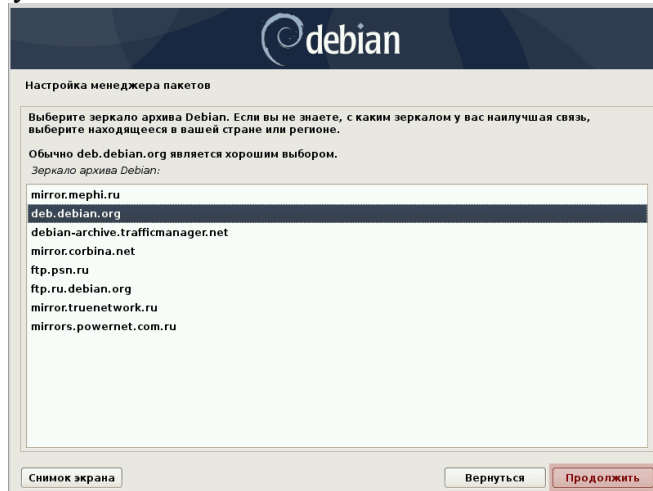 debian
Настройка менеджера пакетов
Выберите зеркало архива Debian. Если вы не знаете, с каким зеркалом у вас наилучшая связь,
выберите находящееся в вашей стране или регионе.
Обычно deb.debian.org является хорошим выбором.
Зеркало архива Debian:
mirror.mephi.ru
deb.debian.org
debian-archive.trafficmanager.net
mirror.corbina.net
ftp.psn.ru
ftp.ru.debian.org
mirror.truenetwork.ru
mirrors.powernet.com.ru
Снимок экрана
Вернуться
Продолжить